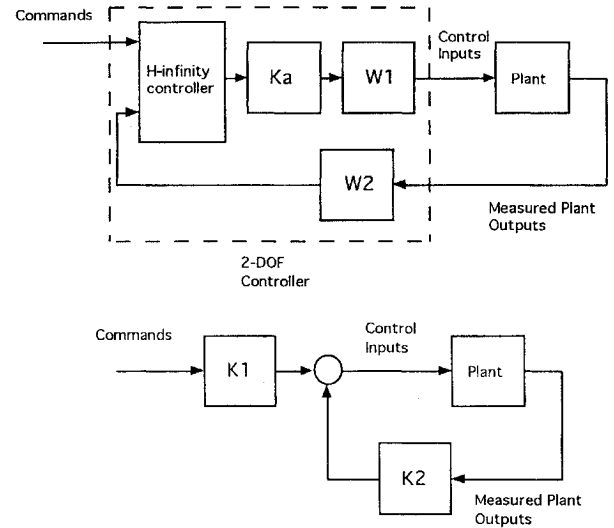 Commands
H-infinity
controller
Ka
W1
Control
Inputs
Plant
W2
Measured Plant
Outputs
2-DOF
Controller
Commands
K1
Control
Inputs
Plant
K2
Measured Plant
Outputs